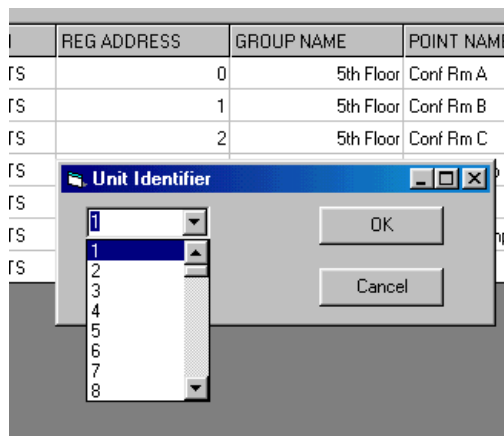 REG ADDRESS GROUP NAME POINT NAME
TS 0 5th Floor Conf Rm A
TS 1 5th Floor Conf Rm B
TS 2 5th Floor Conf Rm C
TS
TS
TS
TS
Unit Identifier
1
OK
Cancel
1
2
3
4
5
6
7
8